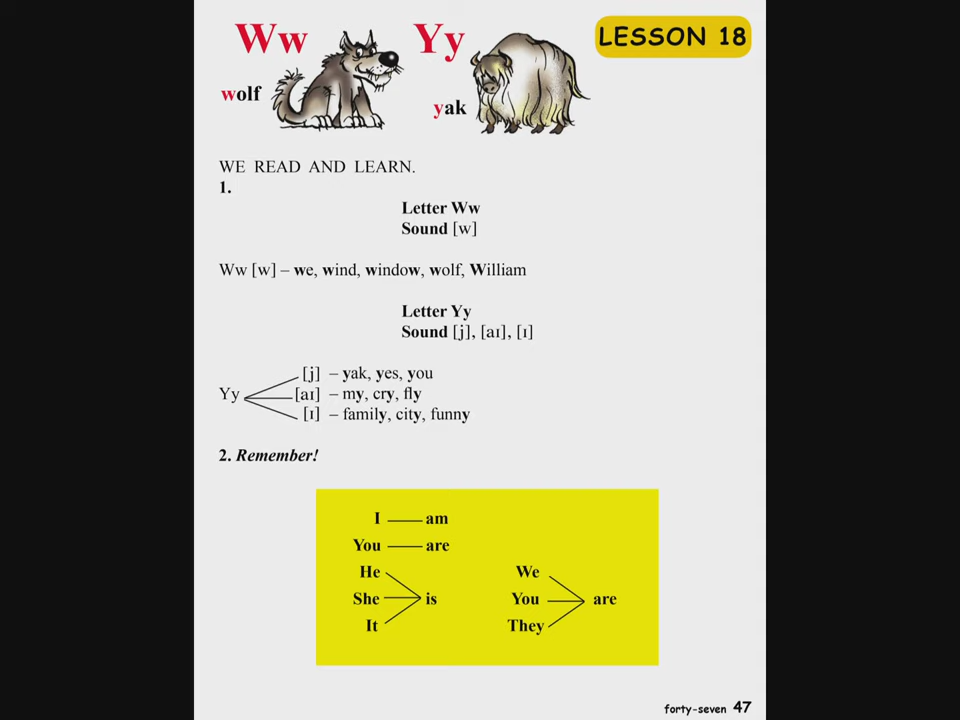 Ww Yy LESSON 18
wolf yak
WE READ AND LEARN.
1.
Letter Ww
Sound [w]
Ww [w] – we, wind, window, wolf, William
Letter Yy
Sound [j], [aɪ], [ɪ]
[j] – yak, yes, you
Yy [aɪ] – my, cry, fly
[ɪ] – family, city, funny
2. Remember!
I am
You are
He We
She is You are
It They
forty-seven 47